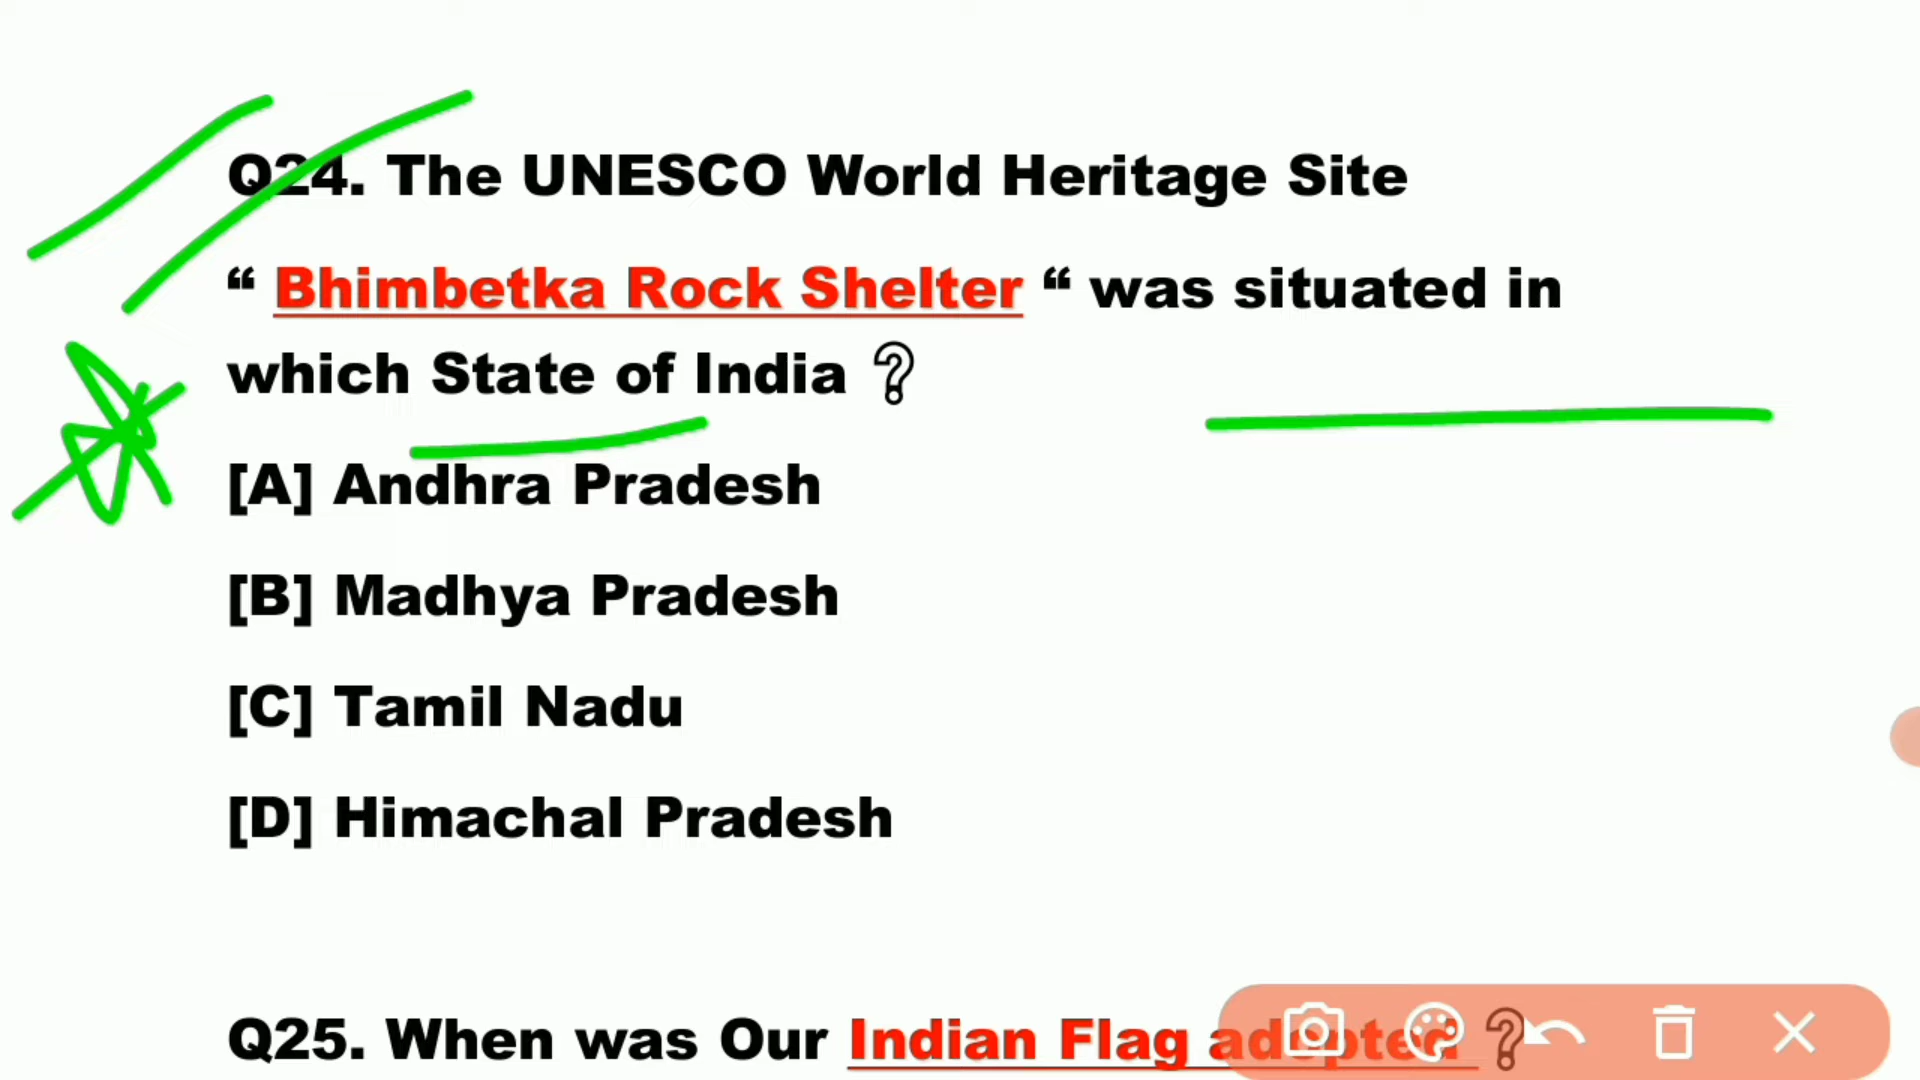 Q24. The UNESCO World Heritage Site
“ Bhimbetka Rock Shelter “ was situated in
which State of India ?
[A] Andhra Pradesh
[B] Madhya Pradesh
[C] Tamil Nadu
[D] Himachal Pradesh
Q25. When was Our Indian Flag adopted ?